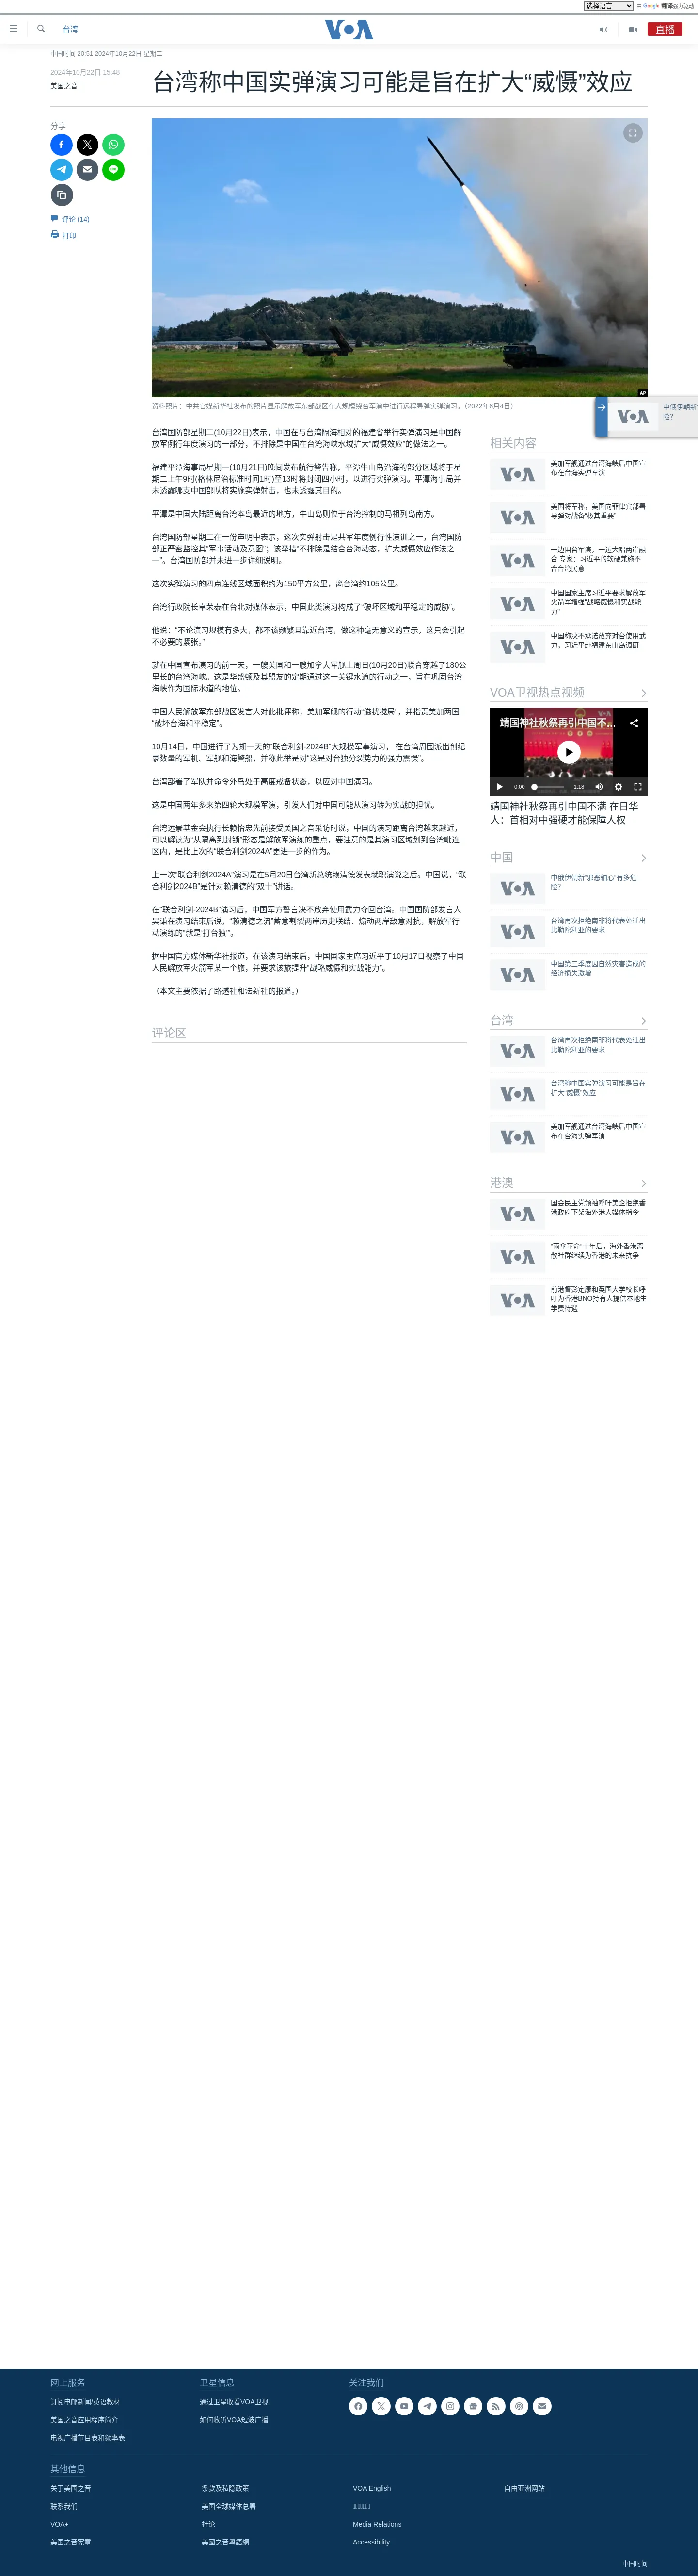 选择语言 由 Google 翻译强力驱动
台湾
VOA
直播
中国时间 20:51 2024年10月22日 星期二
2024年10月22日 15:48
美国之音
台湾称中国实弹演习可能是旨在扩大“威慑”效应
分享
评论 (14)
打印
AP
资料照片：中共官媒新华社发布的照片显示解放军东部战区在大规模绕台军演中进行远程导弹实弹演习。（2022年8月4日）
台湾国防部星期二(10月22日)表示，中国在与台湾隔海相对的福建省举行实弹演习是中国解
放军例行年度演习的一部分，不排除是中国在台湾海峡水域扩大“威慑效应”的做法之一。
福建平潭海事局星期一(10月21日)晚间发布航行警告称，平潭牛山岛沿海的部分区域将于星
期二上午9时(格林尼治标准时间1时)至13时将封闭四小时，以进行实弹演习。平潭海事局并
未透露哪支中国部队将实施实弹射击，也未透露其目的。
平潭是中国大陆距离台湾本岛最近的地方，牛山岛则位于台湾控制的马祖列岛南方。
台湾国防部星期二在一份声明中表示，这次实弹射击是共军年度例行性演训之一，台湾国防
部正严密监控其“军事活动及意图”；该举措“不排除是结合台海动态，扩大威慑效应作法之
一”。台湾国防部并未进一步详细说明。
这次实弹演习的四点连线区域面积约为150平方公里，离台湾约105公里。
台湾行政院长卓荣泰在台北对媒体表示，中国此类演习构成了“破坏区域和平稳定的威胁”。
他说：“不论演习规模有多大，都不该频繁且靠近台湾，做这种毫无意义的宣示，这只会引起
不必要的紧张。”
就在中国宣布演习的前一天，一艘美国和一艘加拿大军舰上周日(10月20日)联合穿越了180公
里长的台湾海峡。这是华盛顿及其盟友的定期通过这一关键水道的行动之一，旨在巩固台湾
海峡作为国际水道的地位。
中国人民解放军东部战区发言人对此批评称，美加军舰的行动“滋扰搅局”，并指责美加两国
“破坏台海和平稳定”。
10月14日，中国进行了为期一天的“联合利剑-2024B”大规模军事演习， 在台湾周围派出创纪
录数量的军机、军舰和海警船，并称此举是对“这是对台独分裂势力的强力震慑”。
台湾部署了军队并命令外岛处于高度戒备状态，以应对中国演习。
这是中国两年多来第四轮大规模军演，引发人们对中国可能从演习转为实战的担忧。
台湾远景基金会执行长赖怡忠先前接受美国之音采访时说，中国的演习距离台湾越来越近，
可以解读为“从隔离到封锁”形态是解放军演练的重点，要注意的是其演习区域划到台湾毗连
区内，是比上次的“联合利剑2024A”更进一步的作为。
上一次“联合利剑2024A”演习是在5月20日台湾新总统赖清德发表就职演说之后。中国说，“联
合利剑2024B”是针对赖清德的“双十”讲话。
在“联合利剑-2024B”演习后，中国军方誓言决不放弃使用武力夺回台湾。中国国防部发言人
吴谦在演习结束后说，“赖清德之流”蓄意割裂两岸历史联结、煽动两岸敌意对抗，解放军行
动演练的“就是‘打台独’”。
据中国官方媒体新华社报道，在该演习结束后，中国国家主席习近平于10月17日视察了中国
人民解放军火箭军某一个旅，并要求该旅提升“战略威慑和实战能力”。
（本文主要依据了路透社和法新社的报道。）
评论区
中俄伊朝新“
险？
相关内容
美加军舰通过台湾海峡后中国宣
布在台海实弹军演
美国将军称，美国向菲律宾部署
导弹对战备“极其重要”
一边围台军演，一边大唱两岸融
合 专家：习近平的软硬兼施不
合台湾民意
中国国家主席习近平要求解放军
火箭军增强“战略威慑和实战能
力”
中国称决不承诺放弃对台使用武
力，习近平赴福建东山岛调研
VOA卫视热点视频
靖国神社秋祭再引中国不…
0:00 1:18
靖国神社秋祭再引中国不满 在日华
人：首相对中强硬才能保障人权
中国
中俄伊朝新“邪恶轴心”有多危
险？
台湾再次拒绝南非将代表处迁出
比勒陀利亚的要求
中国第三季度因自然灾害造成的
经济损失激增
台湾
台湾再次拒绝南非将代表处迁出
比勒陀利亚的要求
台湾称中国实弹演习可能是旨在
扩大“威慑”效应
美加军舰通过台湾海峡后中国宣
布在台海实弹军演
港澳
国会民主党领袖呼吁美企拒绝香
港政府下架海外港人媒体指令
“雨伞革命”十年后，海外香港离
散社群继续为香港的未来抗争
前港督彭定康和英国大学校长呼
吁为香港BNO持有人提供本地生
学费待遇
网上服务
订阅电邮新闻/英语教材
美国之音应用程序简介
电视广播节目表和频率表
卫星信息
通过卫星收看VOA卫视
如何收听VOA短波广播
关注我们
其他信息
关于美国之音
联系我们
VOA+
美国之音宪章
条款及私隐政策
美国全球媒体总署
社论
美國之音粵語網
VOA English
Media Relations
Accessibility
自由亚洲网站
中国时间